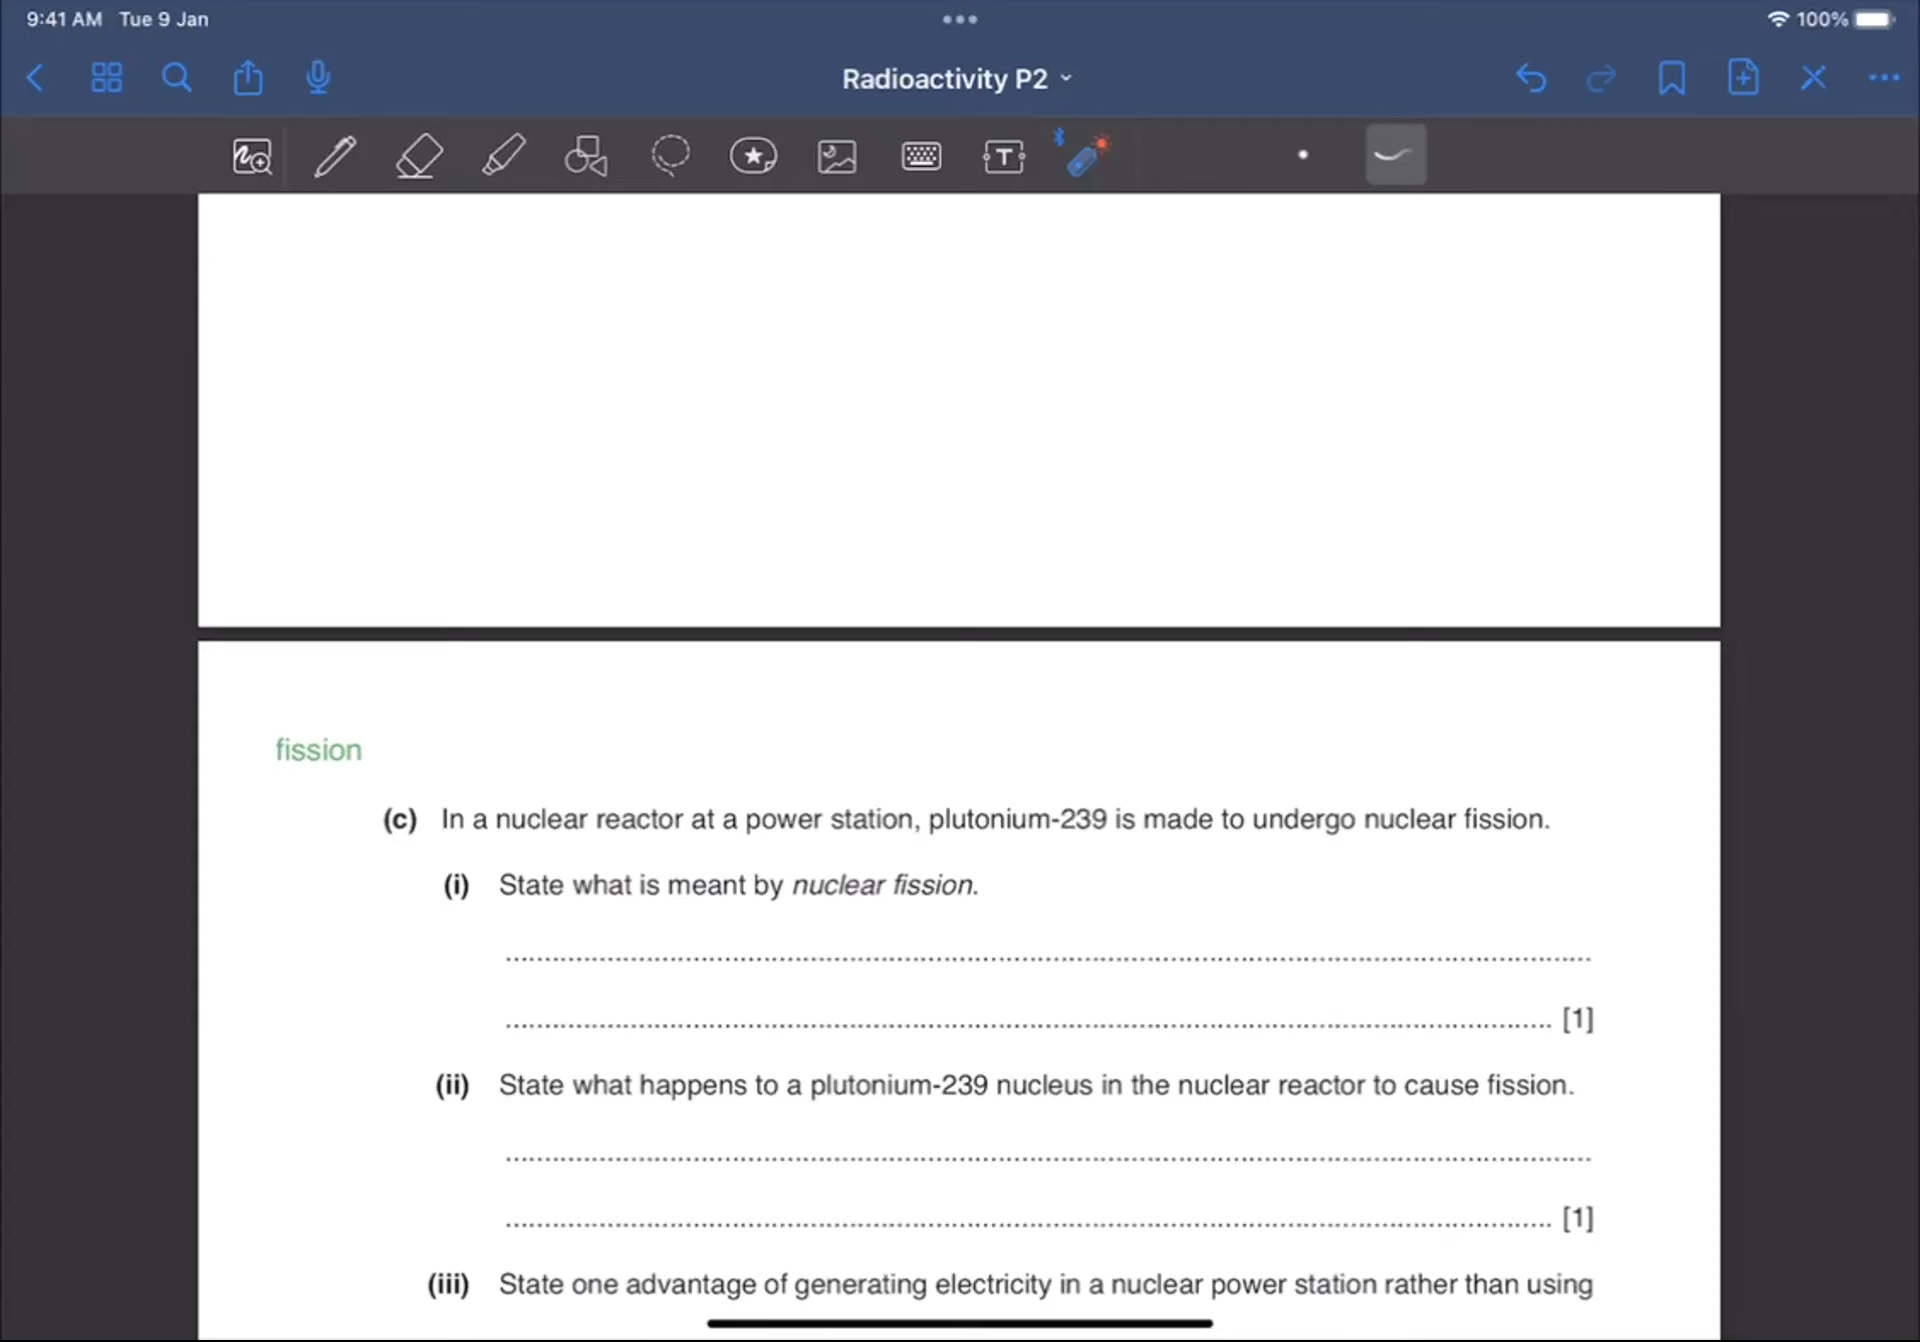 9:41 AM Tue 9 Jan
100%
Radioactivity P2
T
fission
(c) In a nuclear reactor at a power station, plutonium-239 is made to undergo nuclear fission.
(i) State what is meant by nuclear fission.
[1]
(ii) State what happens to a plutonium-239 nucleus in the nuclear reactor to cause fission.
[1]
(iii) State one advantage of generating electricity in a nuclear power station rather than using